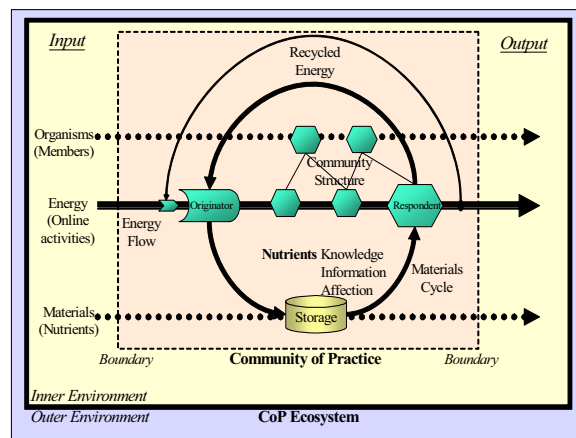 Input
Output
Recycled
Energy
Organisms
(Members)
Community
Structure
Energy
(Online
activities)
Originator
Respondent
Energy
Flow
Nutrients Knowledge
Information
Affection
Materials
Cycle
Materials
(Nutrients)
Storage
Boundary
Community of Practice
Boundary
Inner Environment
Outer Environment
CoP Ecosystem